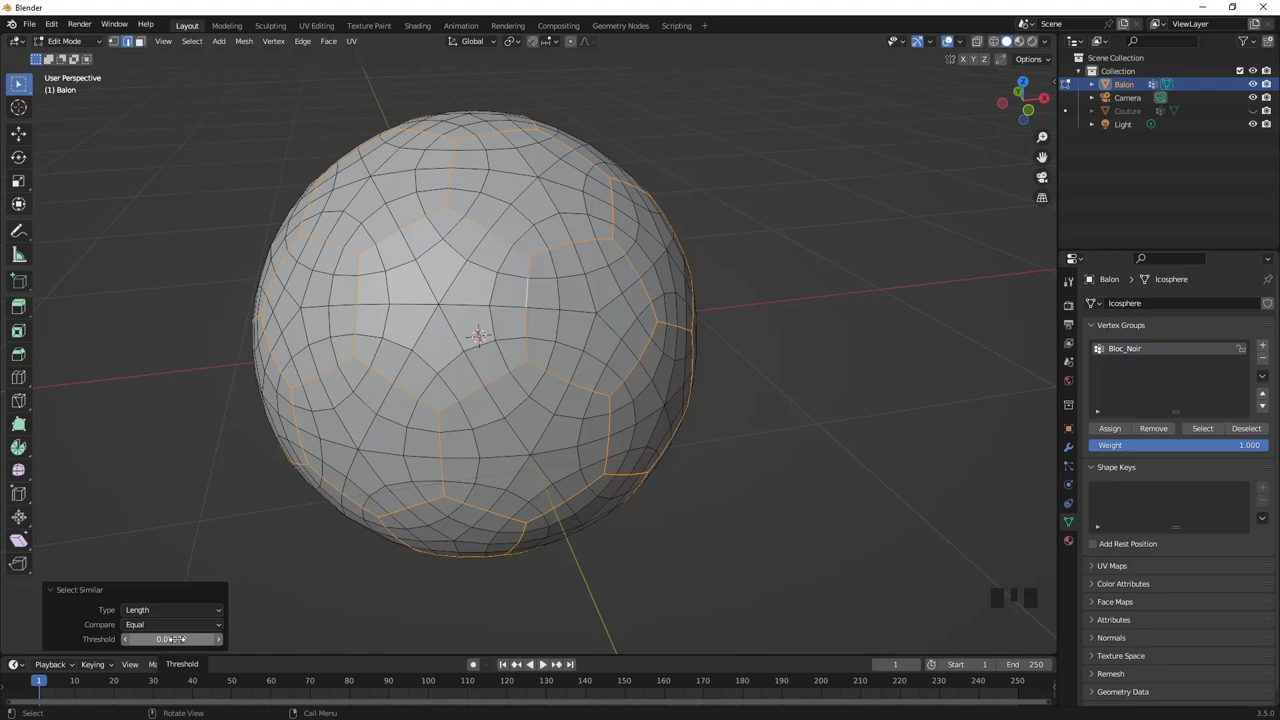 Blender
File Edit Render Window Help Layout Modeling Sculpting UV Editing Texture Paint Shading Animation Rendering Compositing Geometry Nodes Scripting + Scene ViewLayer
Edit Mode View Select Add Mesh Vertex Edge Face UV Global
X Y Z Options
User Perspective
(1) Balon
Z
Y
X
Scene Collection
Collection
Balon
Camera
Couture
Light
Balon Icosphere
Icosphere
Vertex Groups
Bloc_Noir
Assign Remove Select Deselect
Weight 1.000
Shape Keys
Add Rest Position
UV Maps
Color Attributes
Face Maps
Attributes
Normals
Texture Space
Remesh
Geometry Data
Select Similar
Type Length
Compare Equal
Threshold
Threshold
Playback Keying View 1 Start 1 End 250
1 10 20 30 40 50 60 70 80 90 100 110 120 130 140 150 160 170 180 190 200 210 220 230 240 250
Select Rotate View Call Menu 3.5.0